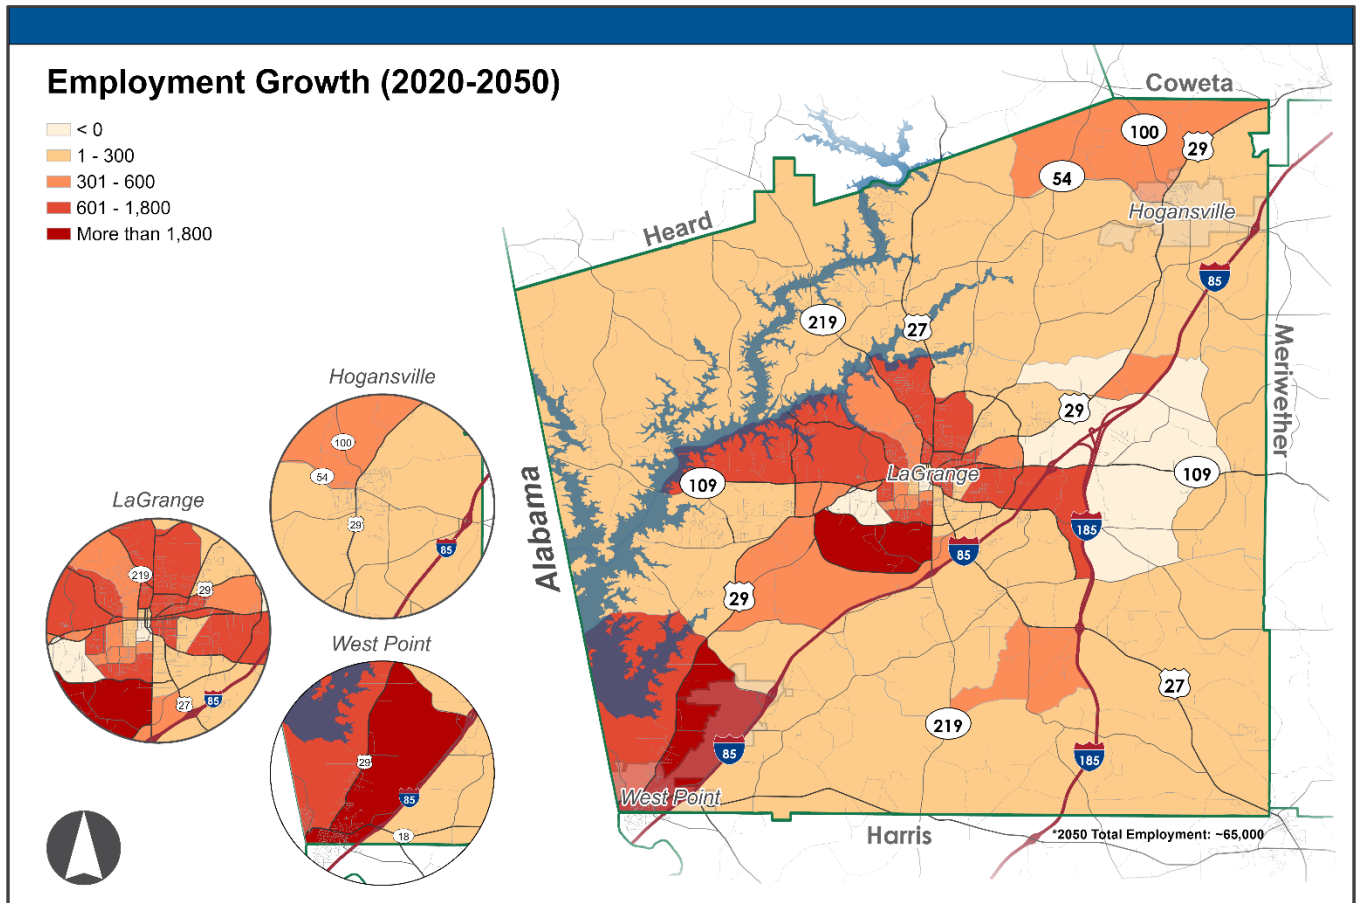 Employment Growth (2020-2050)
< 0
1 - 300
301 - 600
601 - 1,800
More than 1,800
Coweta
100
29
54
Hogansville
Heard
85
219
27
Meriwether
Hogansville
29
100
54
LaGrange
109
109
LaGrange
29
85
Alabama
185
85
219
29
29
West Point
27
85
27
219
29
85
185
85
West Point
18
Harris
*2050 Total Employment: ~65,000